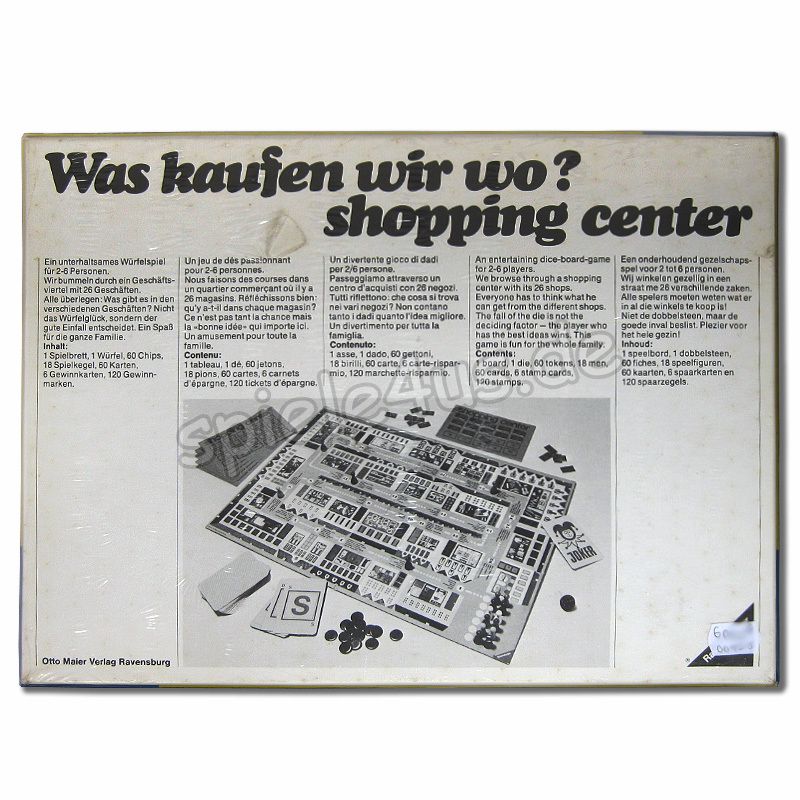 Was kaufen wir wo?
shopping center
Ein unterhaltsames Würfelspiel
für 2-6 Personen.
Wir bummeln durch ein Geschäfts-
viertel mit 26 Geschäften.
Alle überlegen: Was gibt es in den
verschiedenen Geschäften? Nicht
das Würfelglück, sondern der
gute Einfall entscheidet. Ein Spaß
für die ganze Familie.
Inhalt:
1 Spielbrett, 1 Würfel, 60 Chips,
18 Spielkegel, 60 Karten,
6 Gewinnkarten, 120 Gewinn-
marken.
Un jeu de dés passionnant
pour 2-6 personnes.
Nous faisons des courses dans
un quartier commerçant où il y a
26 magasins. Réfléchissons bien:
qu'y a-t-il dans chaque magasin?
Ce n'est pas tant la chance mais
la «bonne idée» qui importe ici.
Un amusement pour toute la
famille.
Contenu:
1 tableau, 1 dé, 60 jetons,
18 pions, 60 cartes, 6 carnets
d'épargne, 120 tickets d'épargne.
Un divertente gioco di dadi
per 2/6 persone.
Passeggiamo attraverso un
centro d'acquisti con 26 negozi.
Tutti riflettono: che cosa si trova
nei vari negozi? Non contano
tanto i dadi quanto l'idea migliore.
Un divertimento per tutta la
famiglia.
Contenuto:
1 asse, 1 dado, 60 gettoni,
18 birilli, 60 carte, 6 carte-rispar-
mio, 120 marchette-risparmio.
An entertaining dice-board-game
for 2-6 players.
We browse through a shopping
center with its 26 shops.
Everyone has to think what he
can get from the different shops.
The fall of the die is not the
deciding factor – the player who
has the best ideas wins. This
game is fun for the whole family.
Contents:
1 board, 1 die, 60 tokens, 18 men,
60 cards, 6 stamp cards,
120 stamps.
Een onderhoudend gezelschaps-
spel voor 2 tot 6 personen.
Wij winkelen gezellig in een
straat met 26 verschillende zaken.
Alle spelers moeten weten wat er
in al die winkels te koop is!
Niet de dobbelsteen, maar de
goede inval beslist. Plezier voor
het hele gezin!
Inhoud:
1 speelbord, 1 dobbelsteen,
60 fiches, 18 speelfiguren,
60 kaarten, 6 spaarkarten en
120 spaarzegels.
spiele4us.de
shopping center
JOKER
S
Otto Maier Verlag Ravensburg